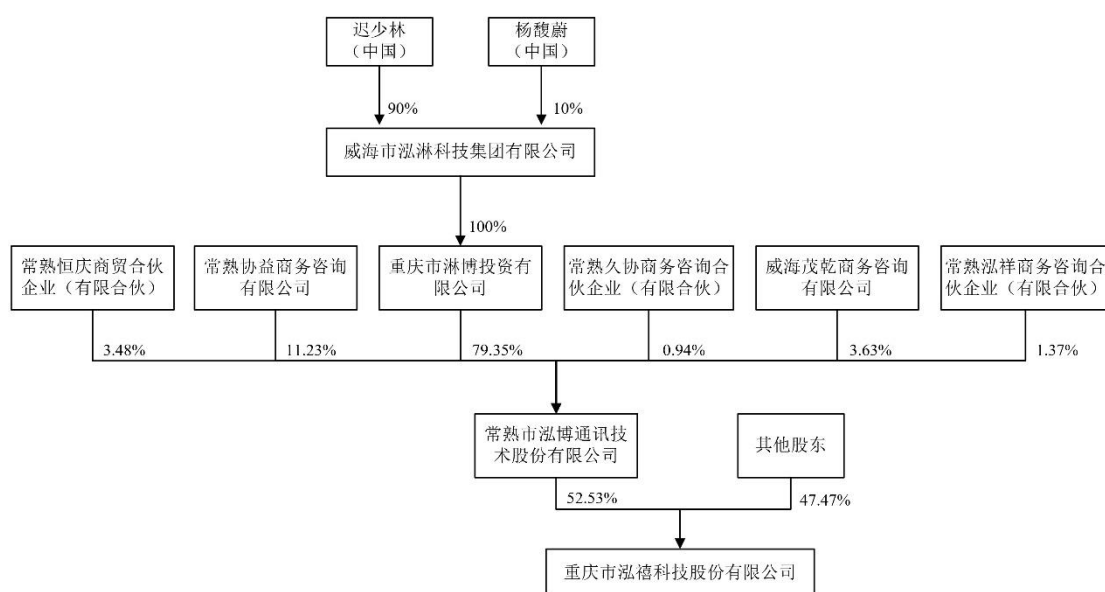 迟少林
（中国）
杨馥蔚
（中国）
90%
10%
威海市泓淋科技集团有限公司
100%
常熟恒庆商贸合伙
企业（有限合伙）
常熟协益商务咨询
有限公司
重庆市淋博投资有
限公司
常熟久协商务咨询合
伙企业（有限合伙）
威海茂乾商务咨询
有限公司
常熟泓祥商务咨询合
伙企业（有限合伙）
3.48%
11.23%
79.35%
0.94%
3.63%
1.37%
常熟市泓博通讯技
术股份有限公司
其他股东
52.53%
47.47%
重庆市泓禧科技股份有限公司